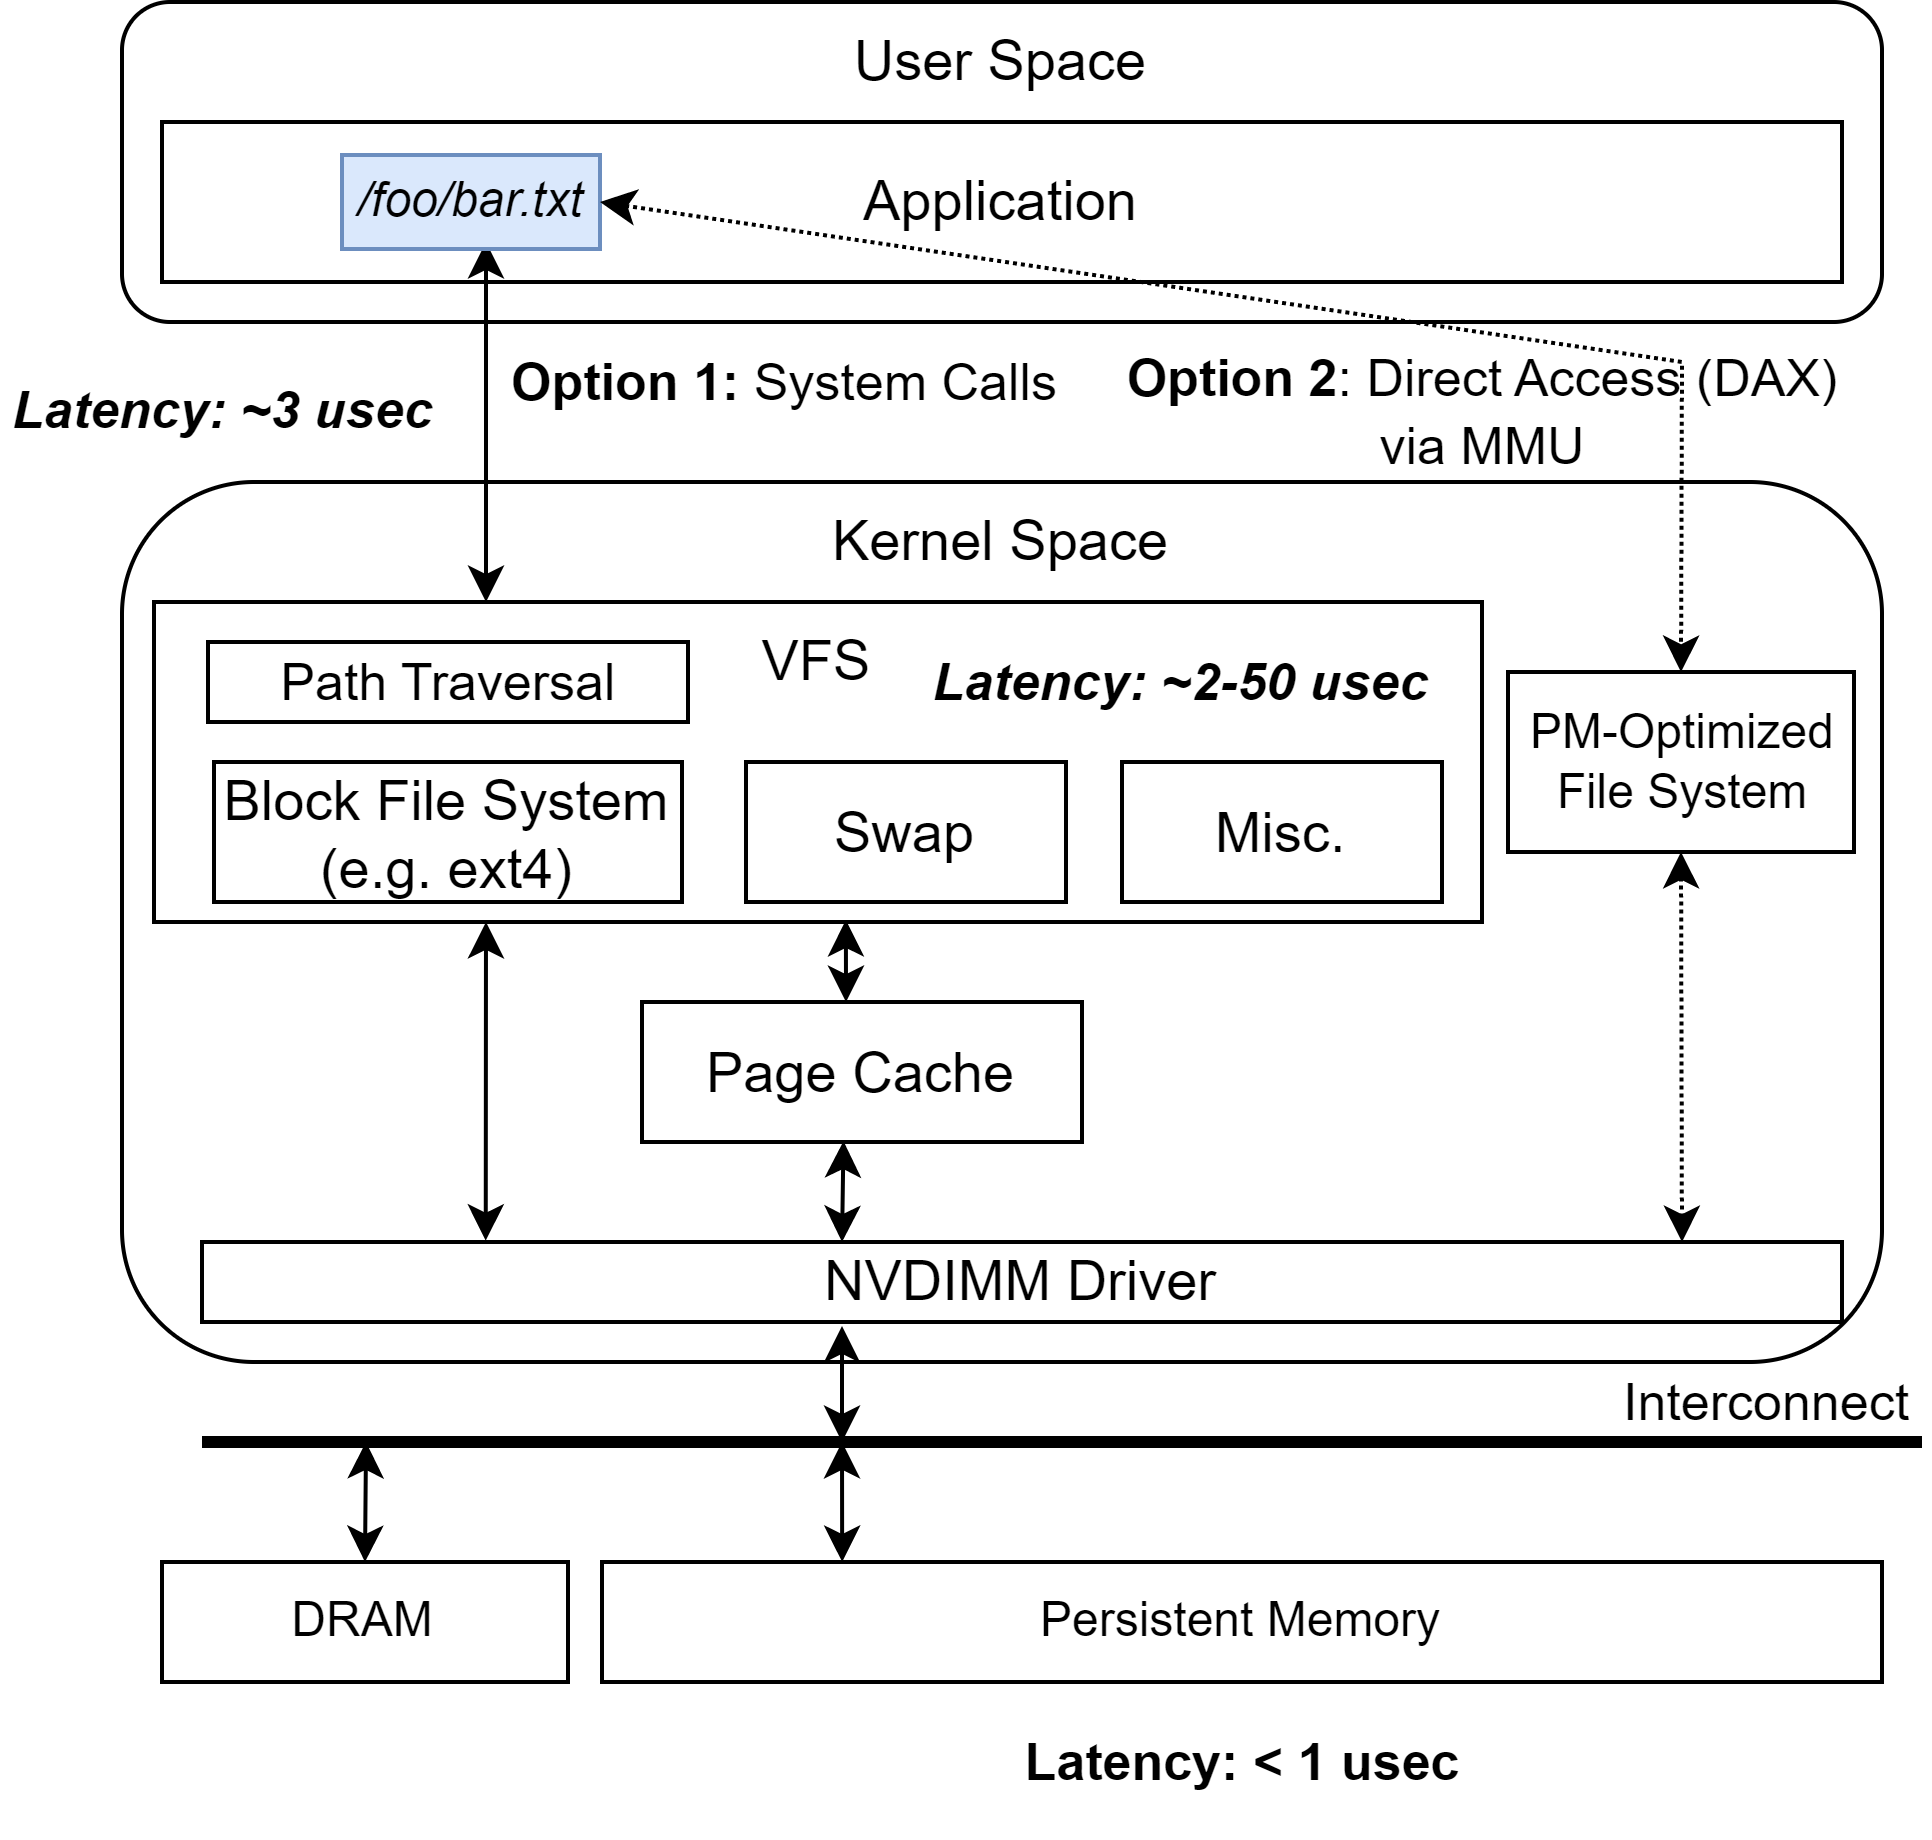 User Space
/foo/bar.txt
Application
Option 1: System Calls
Option 2: Direct Access (DAX)
via MMU
Latency: ~3 usec
Kernel Space
VFS
Path Traversal
Latency: ~2-50 usec
Block File System
(e.g. ext4)
Swap
Misc.
PM-Optimized
File System
Page Cache
NVDIMM Driver
Interconnect
DRAM
Persistent Memory
Latency: < 1 usec